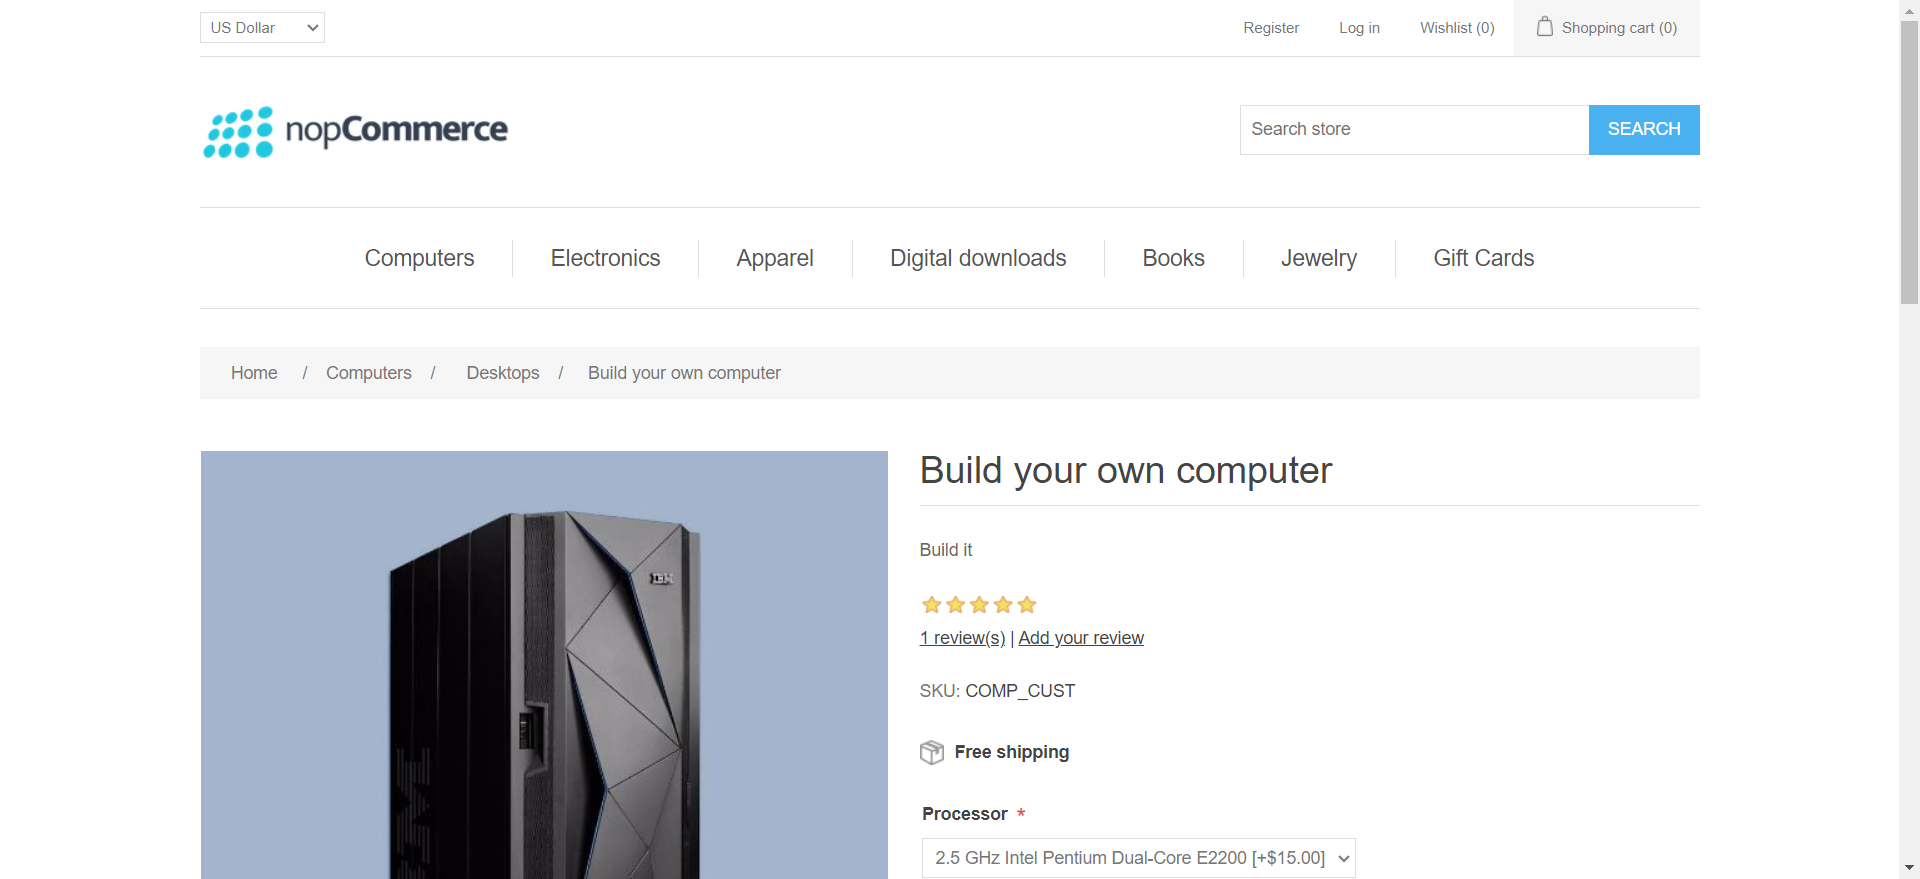 US Dollar
Register
Log in
Wishlist (0)
Shopping cart (0)
nopCommerce
Search store
SEARCH
Computers
Electronics
Apparel
Digital downloads
Books
Jewelry
Gift Cards
Home / Computers / Desktops / Build your own computer
IBM
IBM
Build your own computer
Build it
1 review(s) | Add your review
SKU: COMP_CUST
Free shipping
Processor *
2.5 GHz Intel Pentium Dual-Core E2200 [+$15.00]